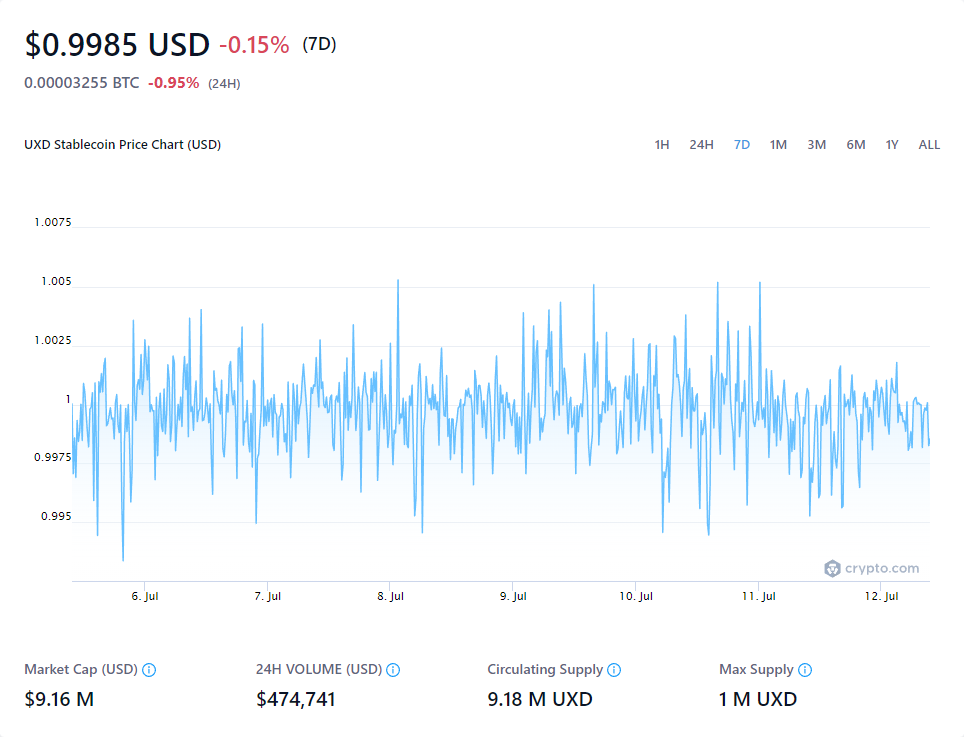 $0.9985 USD -0.15% (7D)
0.00003255 BTC -0.95% (24H)
UXD Stablecoin Price Chart (USD) 1H 24H 7D 1M 3M 6M 1Y ALL
1.0075
1.005
1.0025
1
0.9975
0.995
crypto.com
6. Jul 7. Jul 8. Jul 9. Jul 10. Jul 11. Jul 12. Jul
Market Cap (USD) 24H VOLUME (USD) Circulating Supply Max Supply
$9.16 M $474,741 9.18 M UXD 1 M UXD